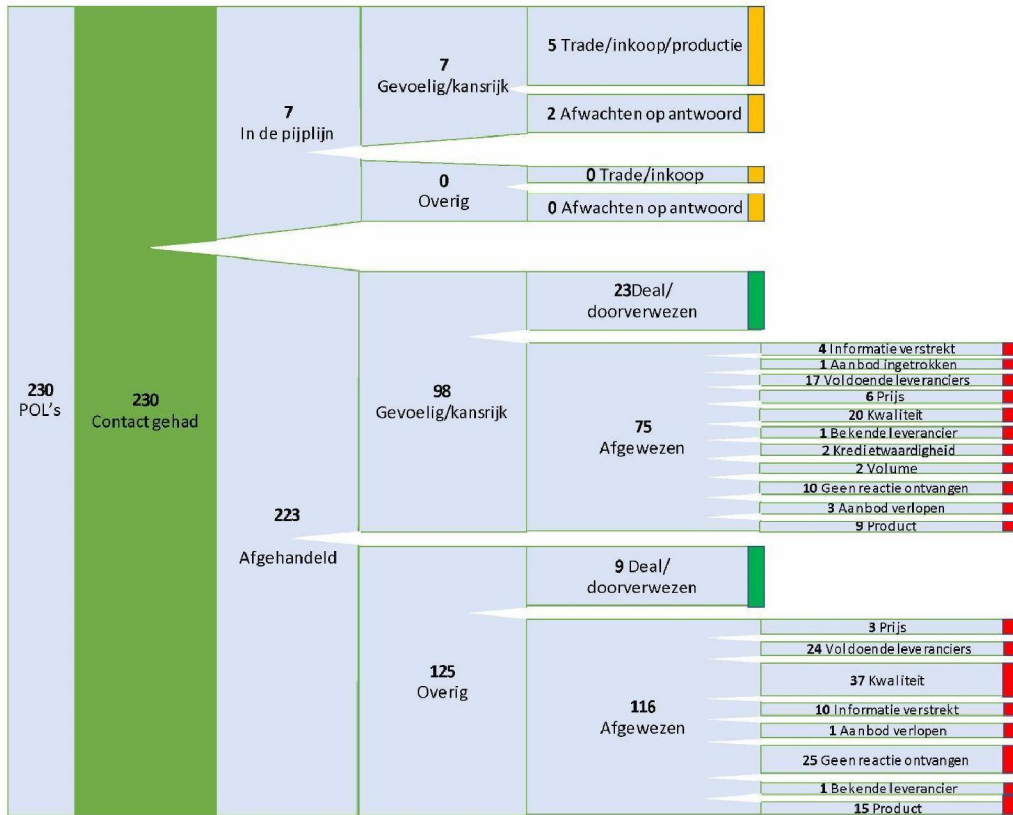 230
POL's
230
Contact gehad
7
In de pijplijn
7
Gevoelig/kansrijk
5 Trade/inkoop/productie
2 Afwachten op antwoord
0
Overig
0 Trade/inkoop
0 Afwachten op antwoord
223
Afgehandeld
98
Gevoelig/kansrijk
23Deal/
doorverwezen
75
Afgewezen
4 Informatie verstrekt
1 Aanbod ingetrokken
17 Voldoende leveranciers
6 Prijs
20 Kwaliteit
1 Bekende leverancier
2 Kredietwaardigheid
2 Volume
10 Geen reactie ontvangen
3 Aanbod verlopen
9 Product
125
Overig
9 Deal/
doorverwezen
116
Afgewezen
3 Prijs
24 Voldoende leveranciers
37 Kwaliteit
10 Informatie verstrekt
1 Aanbod verlopen
25 Geen reactie ontvangen
1 Bekende leverancier
15 Product